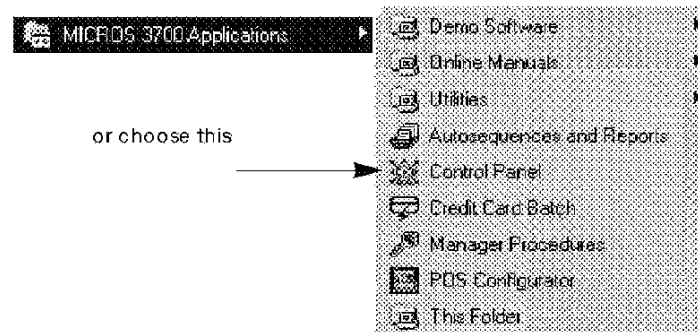 MICROS 3700 Applications
Demo Software
Online Manuals
Utilities
Autosequences and Reports
or choose this
Control Panel
Credit Card Batch
Manager Procedures
POS Configurator
This Folder